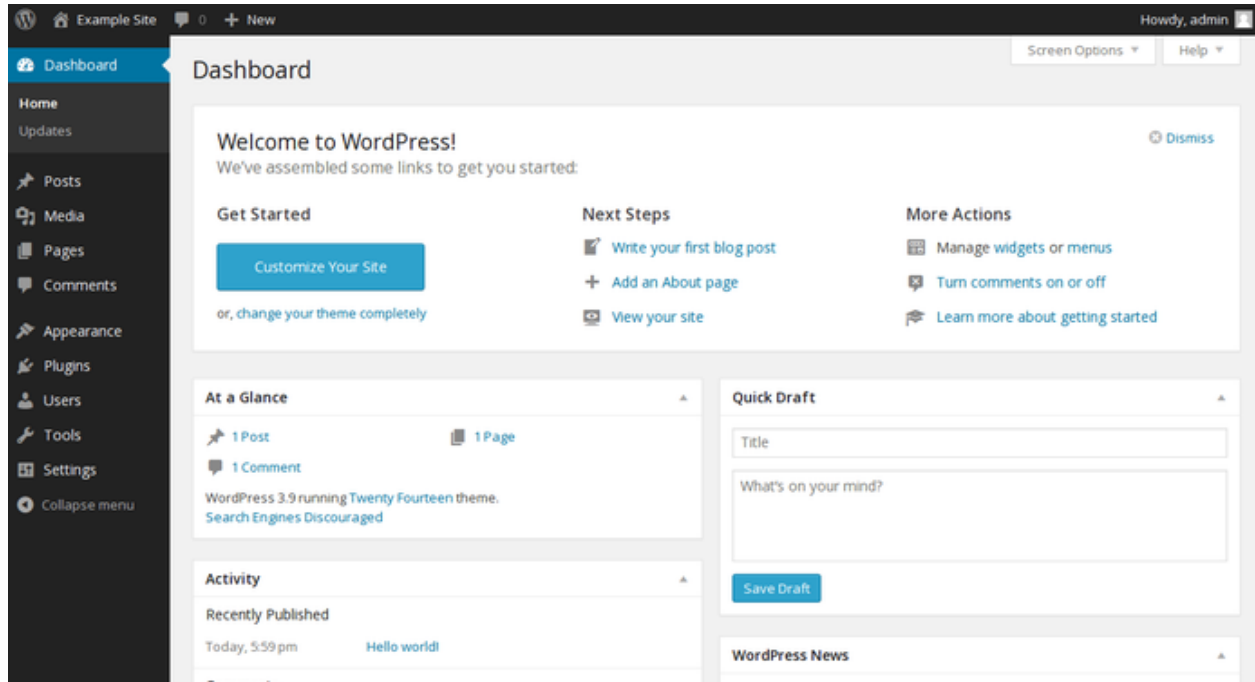 Example Site 0 New Howdy, admin
Screen Options Help
Dashboard
Home
Updates
Posts
Media
Pages
Comments
Appearance
Plugins
Users
Tools
Settings
Collapse menu
Dashboard
Welcome to WordPress!
Dismiss
We've assembled some links to get you started:
Get Started
Customize Your Site
or, change your theme completely
Next Steps
Write your first blog post
Add an About page
View your site
More Actions
Manage widgets or menus
Turn comments on or off
Learn more about getting started
At a Glance
1 Post 1 Page
1 Comment
WordPress 3.9 running Twenty Fourteen theme.
Search Engines Discouraged
Activity
Recently Published
Today, 5:59 pm Hello world!
Quick Draft
Title
What's on your mind?
Save Draft
WordPress News